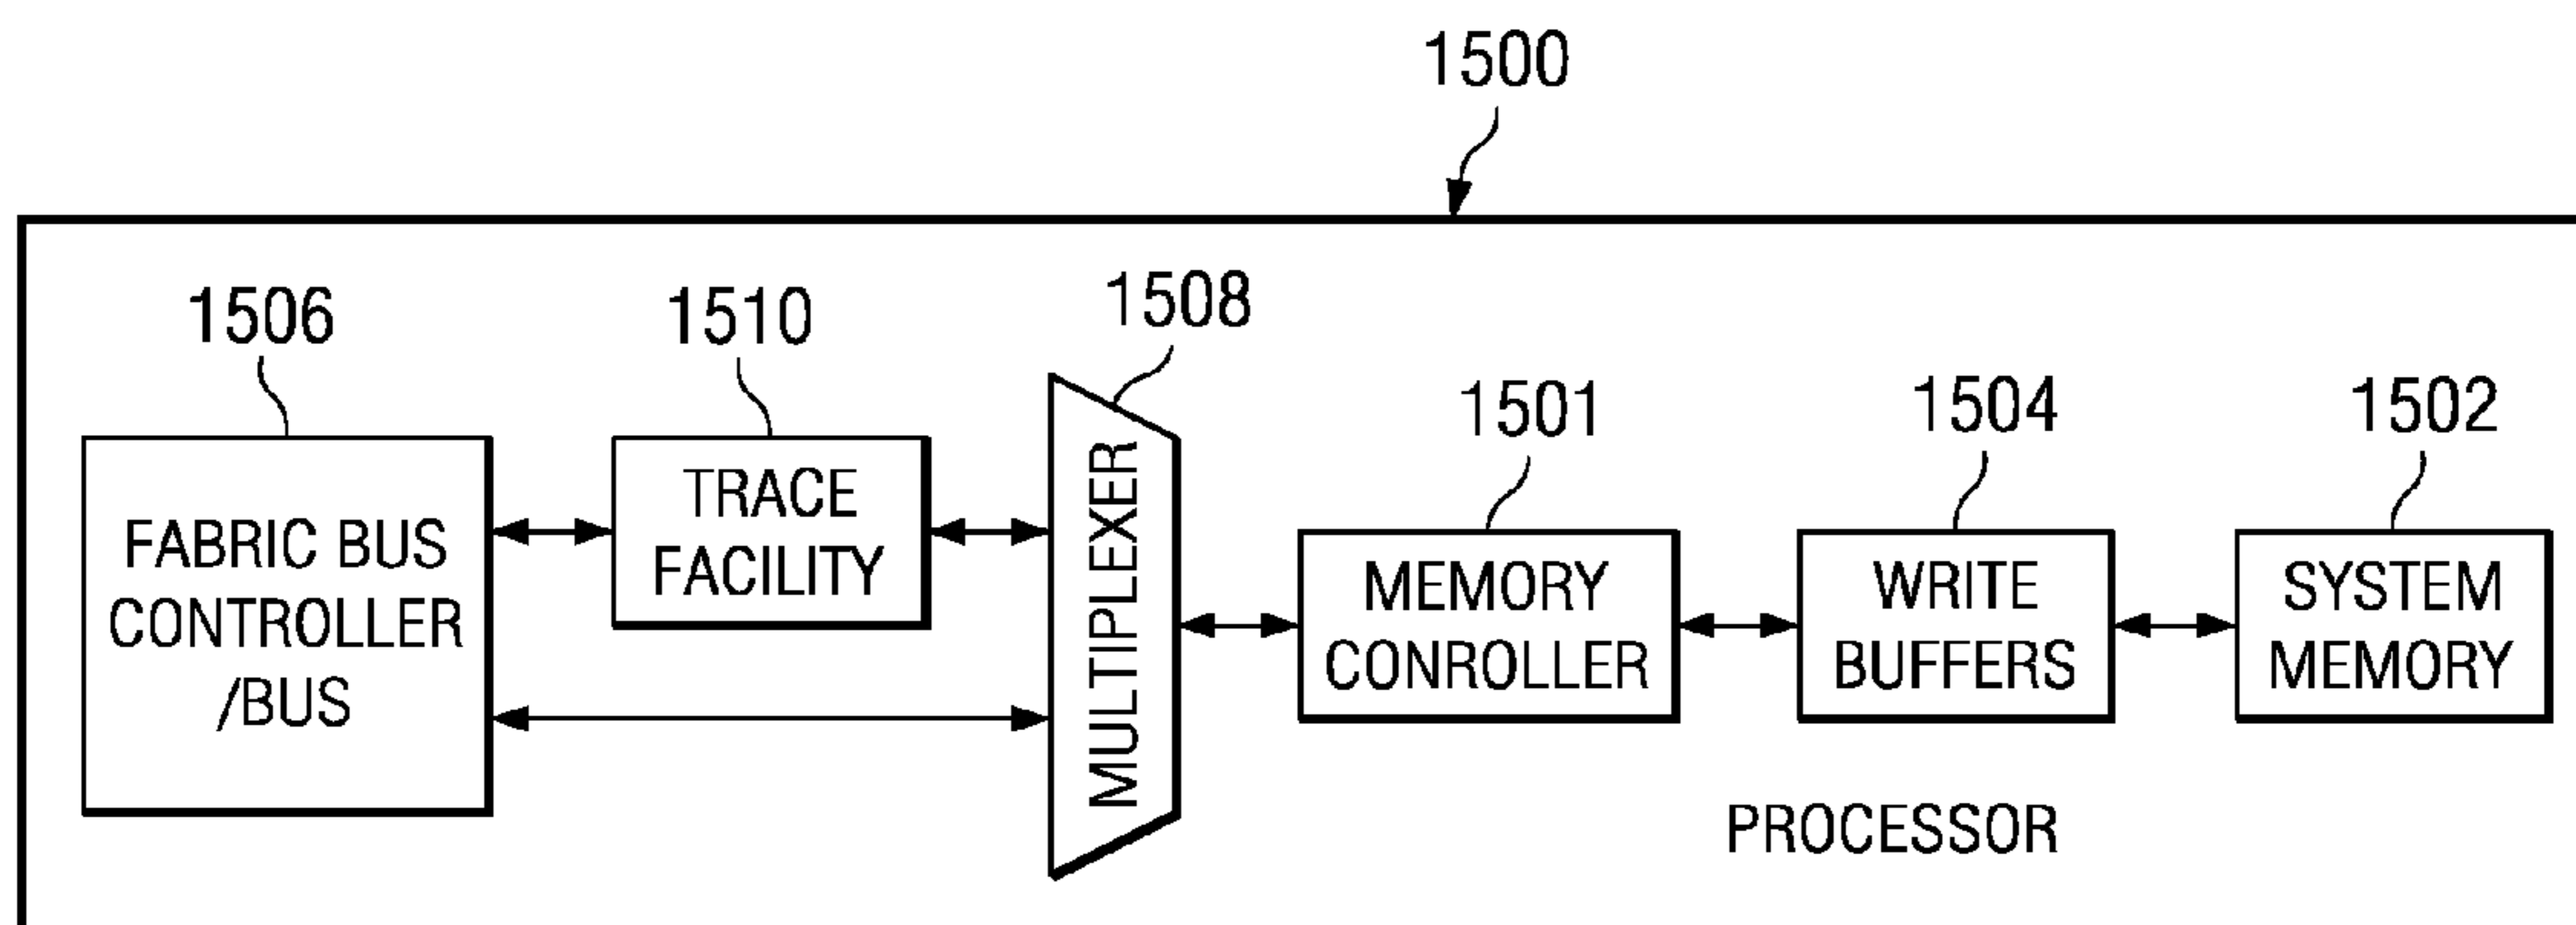 1500
1506
1510
1508
1501
1504
1502
FABRIC BUS
CONTROLLER
/BUS
TRACE
FACILITY
MULTIPLEXER
MEMORY
CONROLLER
WRITE
BUFFERS
SYSTEM
MEMORY
PROCESSOR